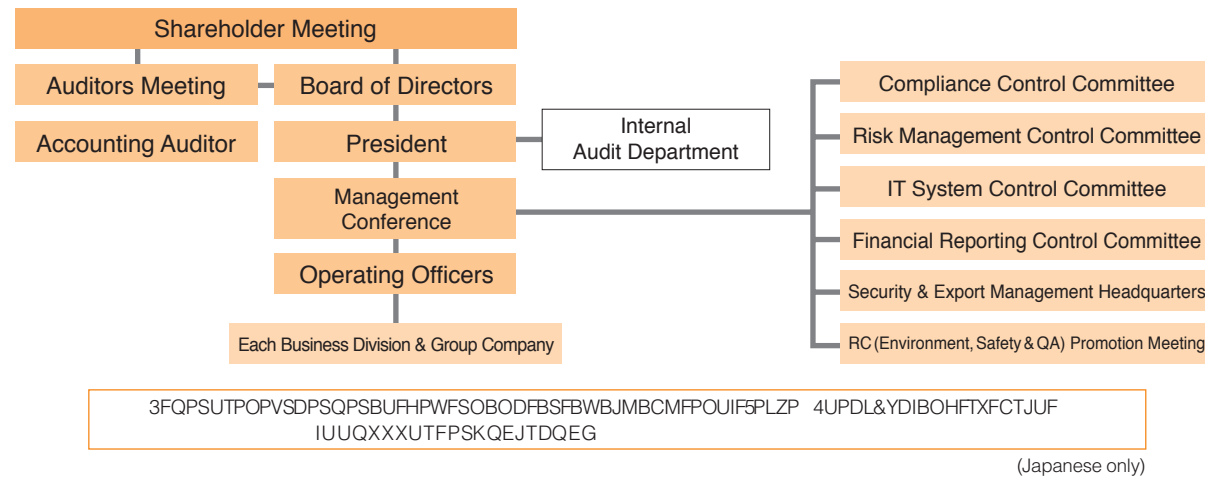 Shareholder Meeting
Auditors Meeting
Board of Directors
Accounting Auditor
President
Internal
Audit Department
Management
Conference
Operating Officers
Each Business Division & Group Company
Compliance Control Committee
Risk Management Control Committee
IT System Control Committee
Financial Reporting Control Committee
Security & Export Management Headquarters
RC (Environment, Safety & QA) Promotion Meeting
3FQPSUTPOPVSDPSQPSBUFHPWFSOBODFBSFBWBJMBCMFPOUIF5PLZP 4UPDL&YDIBOHFTXFCTJUF
IUUQXXXUTFPSKQEJTDQEG
(Japanese only)